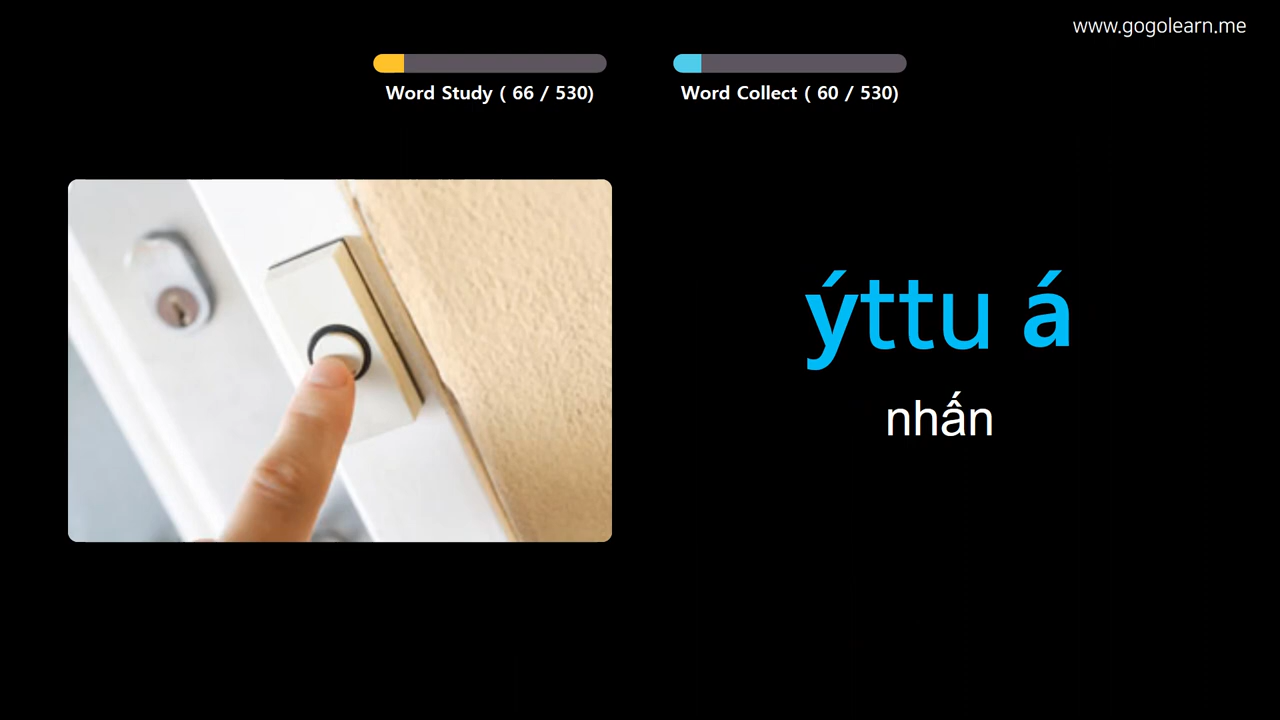 www.gogolearn.me
Word Study ( 66 / 530)
Word Collect ( 60 / 530)
ýttu á
nhấn